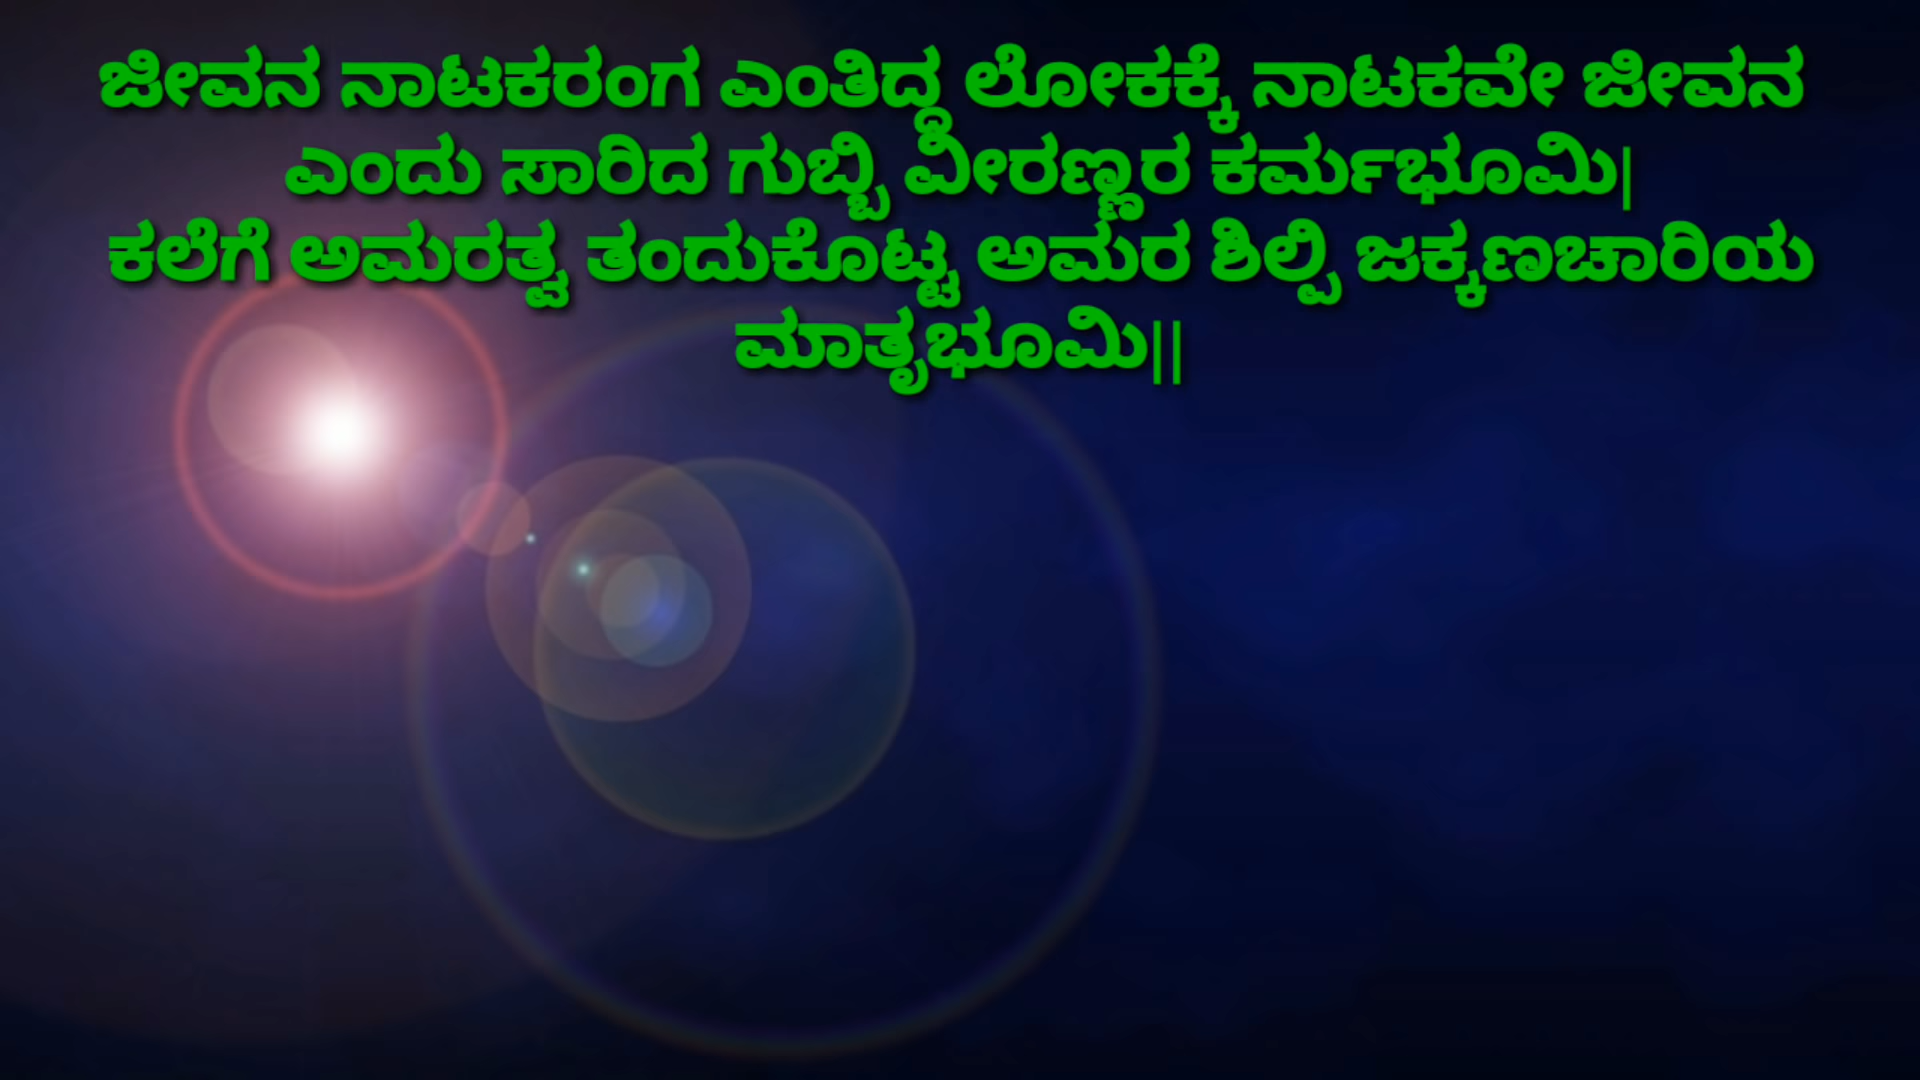 ಜೀವನ ನಾಟಕರಂಗ ಎಂತಿದ್ದ ಲೋಕಕ್ಕೆ ನಾಟಕವೇ ಜೀವನ
ಎಂದು ಸಾರಿದ ಗುಬ್ಬಿ ವೀರಣ್ಣರ ಕರ್ಮಭೂಮಿ|
ಕಲೆಗೆ ಅಮರತ್ವ ತಂದುಕೊಟ್ಟ ಅಮರ ಶಿಲ್ಪಿ ಜಕ್ಕಣಚಾರಿಯ
ಮಾತೃಭೂಮಿ||